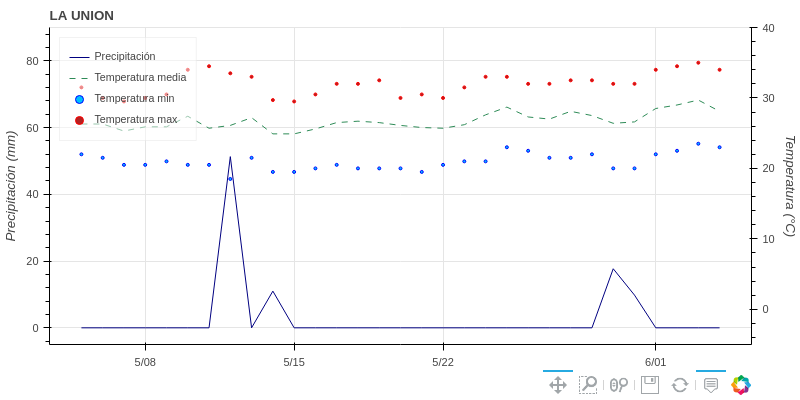 LA UNION
Precipitación
Temperatura media
Temperatura min
Temperatura max
Precipitación (mm)
80
60
40
20
0
Temperatura (°C)
40
30
20
10
0
5/08
5/15
5/22
6/01